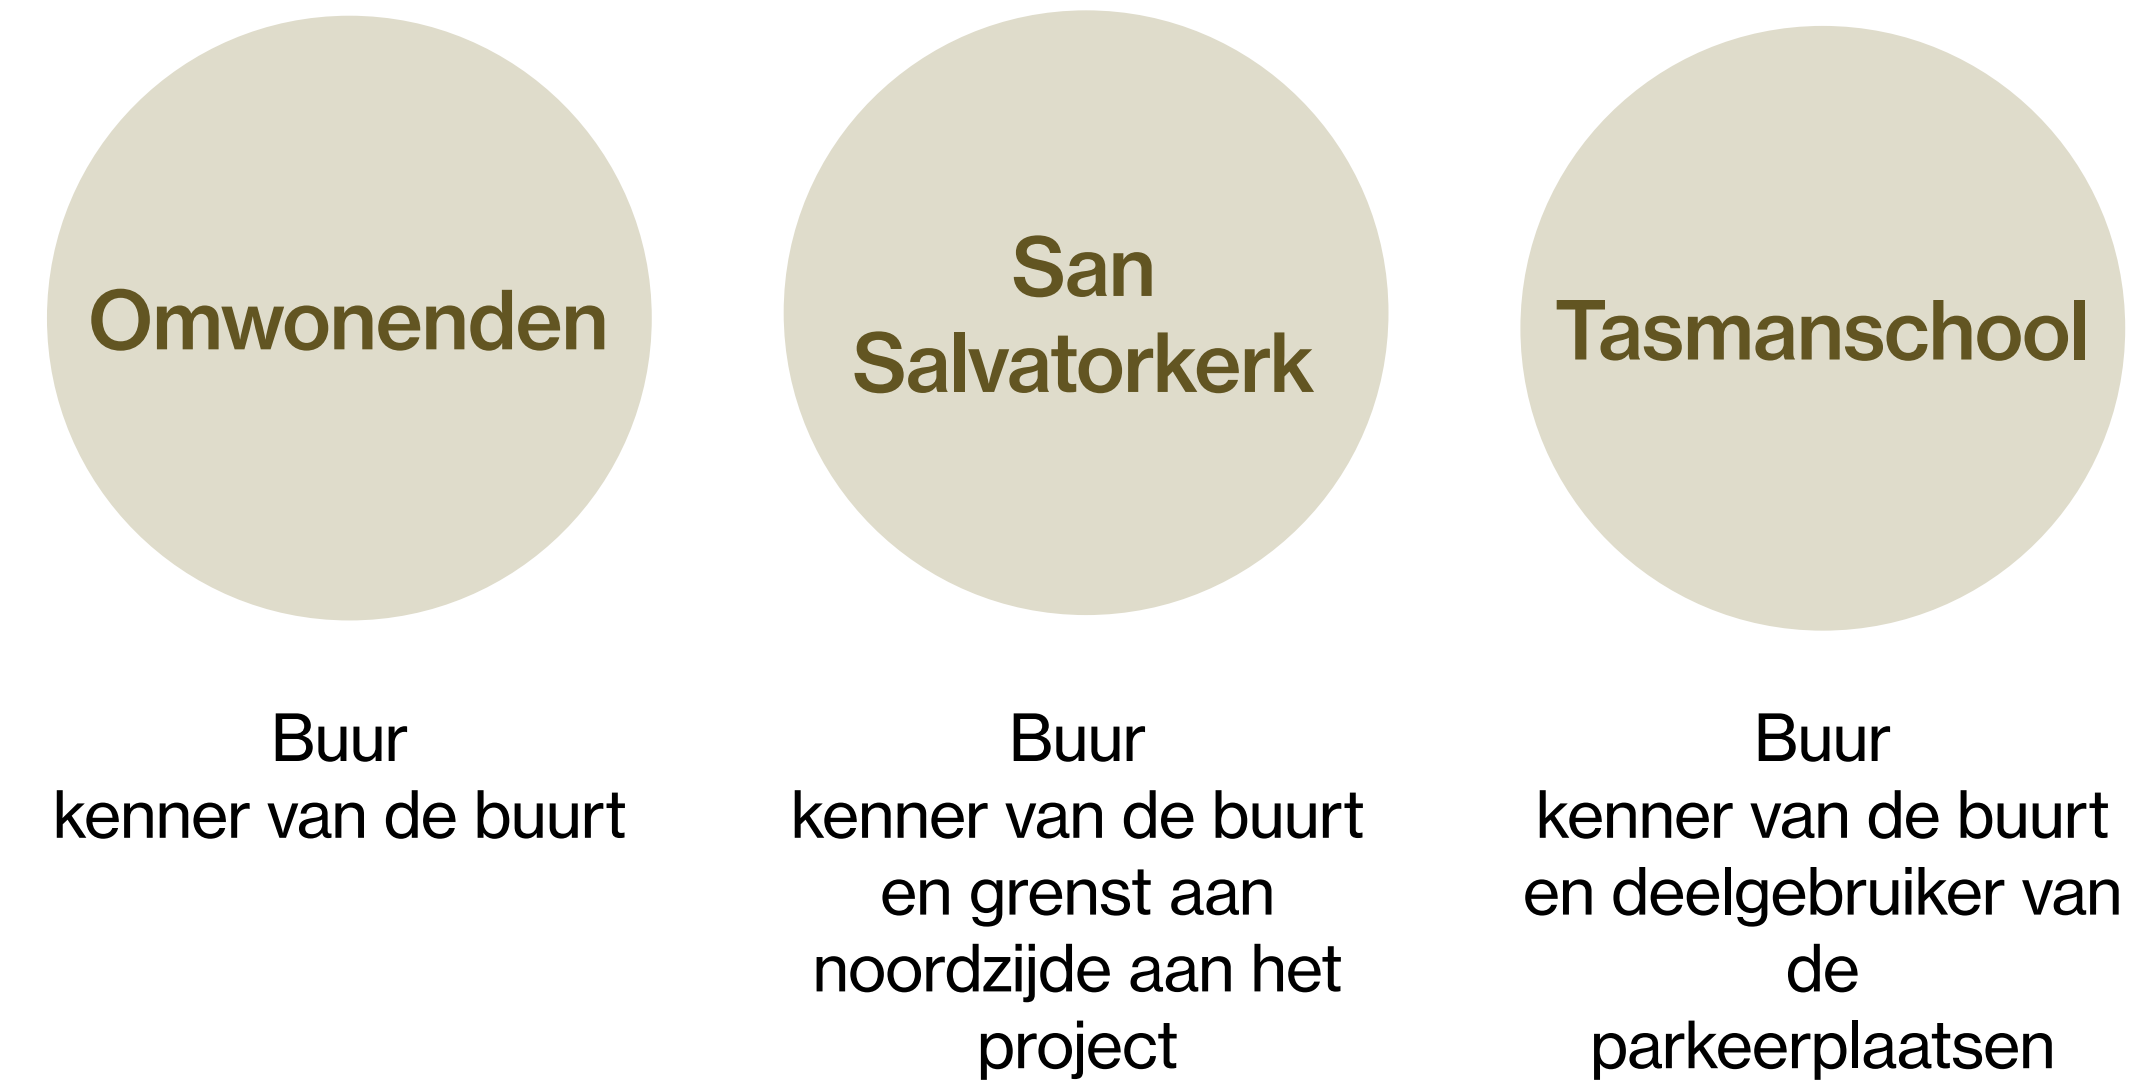 Omwonenden
Buur
kenner van de buurt
San
Salvatorkerk
Buur
kenner van de buurt
en grenst aan
noordzijde aan het
project
Tasmanschool
Buur
kenner van de buurt
en deelgebruiker van
de
parkeerplaatsen